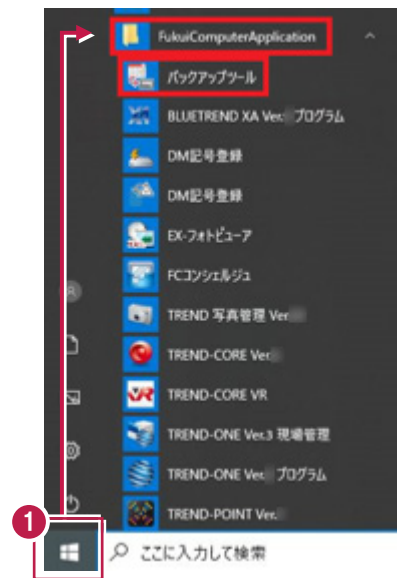 FukuiComputerApplication
バックアップツール
BLUETREND XA Ver. プログラム
DM記号登録
DM記号登録
EX-フォトビューア
FCコンシェルジュ
TREND 写真管理 Ver
TREND-CORE Ver.
TREND-CORE VR
TREND-ONE Ver.3 現場管理
TREND-ONE Ver. プログラム
TREND-POINT Ver.
1
ここに入力して検索